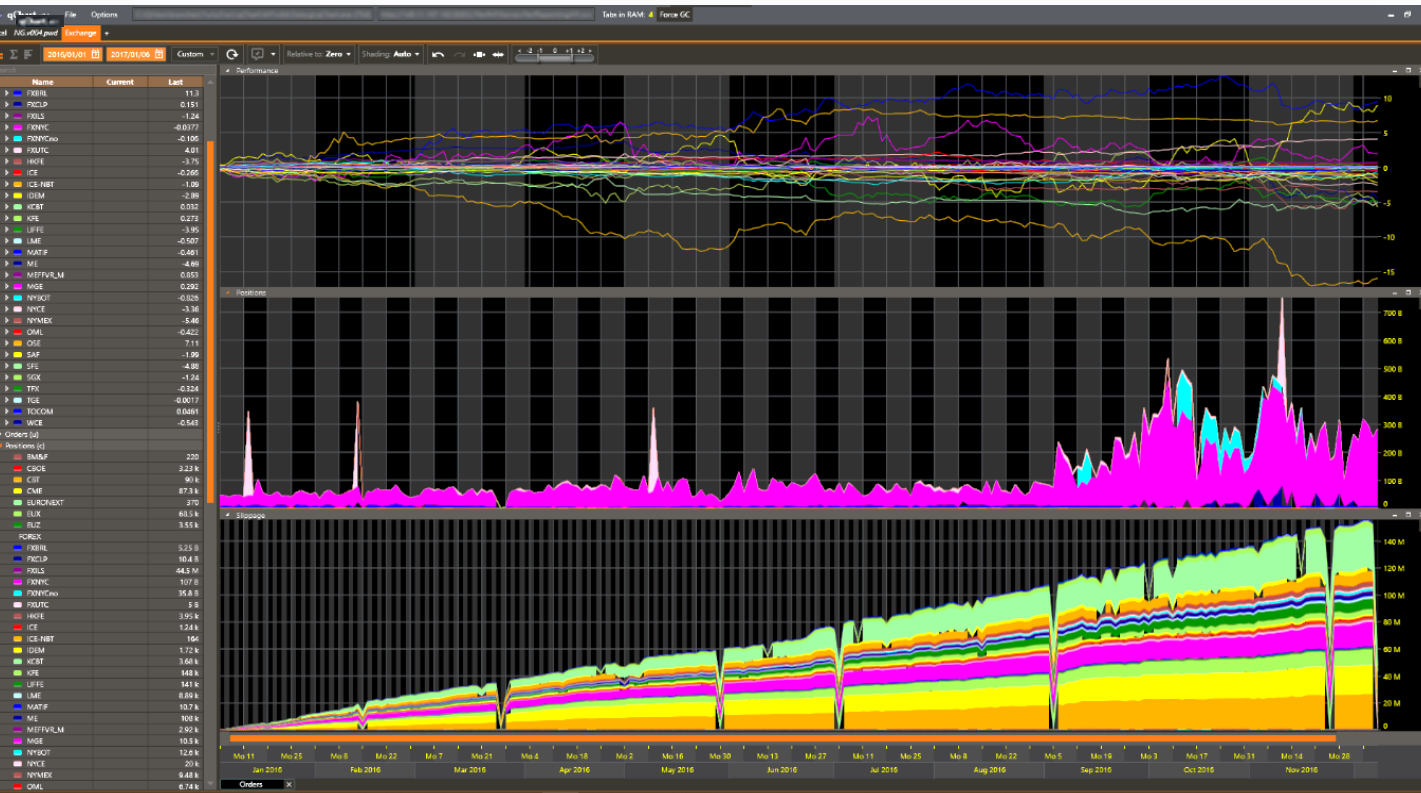 qChart File Options Tabs in RAM: 4 Force GC
NG.v004.pwd Exchange +
2016/01/01 2017/01/06 Custom Relative to: Zero Shading: Auto < -2 -1 0 +1 +2 >
Performance
Name Current Last
FXBRL 11.3
FXCLP 0.151
FXILS -1.24
FXNYC -0.0377
FXNYCno -0.106
FXUTC 4.01
HKFE -3.75
ICE -0.266
ICE-NBT -1.09
IDEM -2.89
KCBT 0.032
KFE 0.273
LIFFE -3.95
LME -0.507
MATIF -0.461
ME -4.69
MEFFVR_M 0.853
MGE 0.292
NYBOT -0.826
NYCE -3.36
NYMEX -5.46
OML -0.422
OSE 7.11
SAF -1.99
SFE -4.88
SGX -1.24
TFX -0.324
TGE -0.0017
TOCOM 0.0461
WCE -0.543
Orders (u)
Positions (c)
BM&F 220
CBOE 3.23 k
CBT 90 k
CME 87.3 k
EURONEXT 370
EUX 68.5 k
EUZ 3.55 k
FOREX
FXBRL 5.25 B
FXCLP 10.4 B
FXILS 44.5 M
FXNYC 107 B
FXNYCno 35.8 B
FXUTC 5 B
HKFE 3.95 k
ICE 1.24 k
ICE-NBT 164
IDEM 1.72 k
KCBT 3.68 k
KFE 148 k
LIFFE 141 k
LME 8.89 k
MATIF 10.7 k
ME 108 k
MEFFVR_M 2.92 k
MGE 10.5 k
NYBOT 12.6 k
NYCE 20 k
NYMEX 9.48 k
OML 6.74 k
10
5
0
-5
-10
-15
Positions
700 B
600 B
500 B
400 B
300 B
200 B
100 B
0
Slippage
140 M
120 M
100 M
80 M
60 M
40 M
20 M
0
Mo 11 Mo 25 Mo 8 Mo 22 Mo 7 Mo 21 Mo 4 Mo 18 Mo 2 Mo 16 Mo 30 Mo 13 Mo 27 Mo 11 Mo 25 Mo 8 Mo 22 Mo 5 Mo 19 Mo 3 Mo 17 Mo 31 Mo 14 Mo 28
Jan 2016 Feb 2016 Mar 2016 Apr 2016 May 2016 Jun 2016 Jul 2016 Aug 2016 Sep 2016 Oct 2016 Nov 2016
Orders